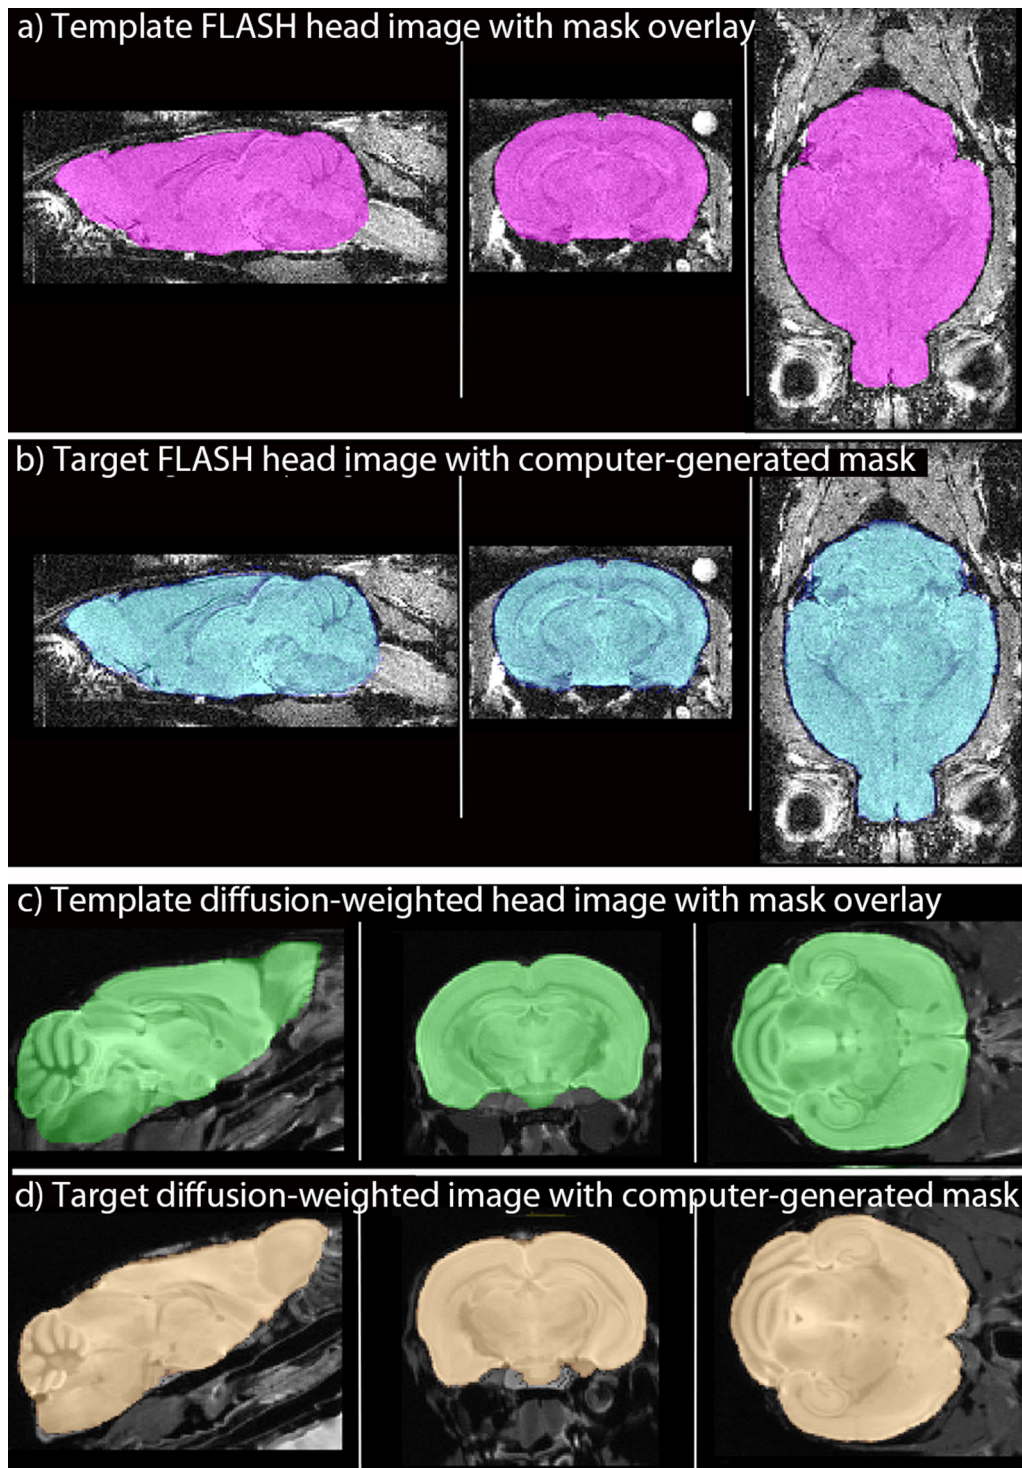 a) Template FLASH head image with mask overlay
b) Target FLASH head image with computer-generated mask
c) Template diffusion-weighted head image with mask overlay
d) Target diffusion-weighted image with computer-generated mask